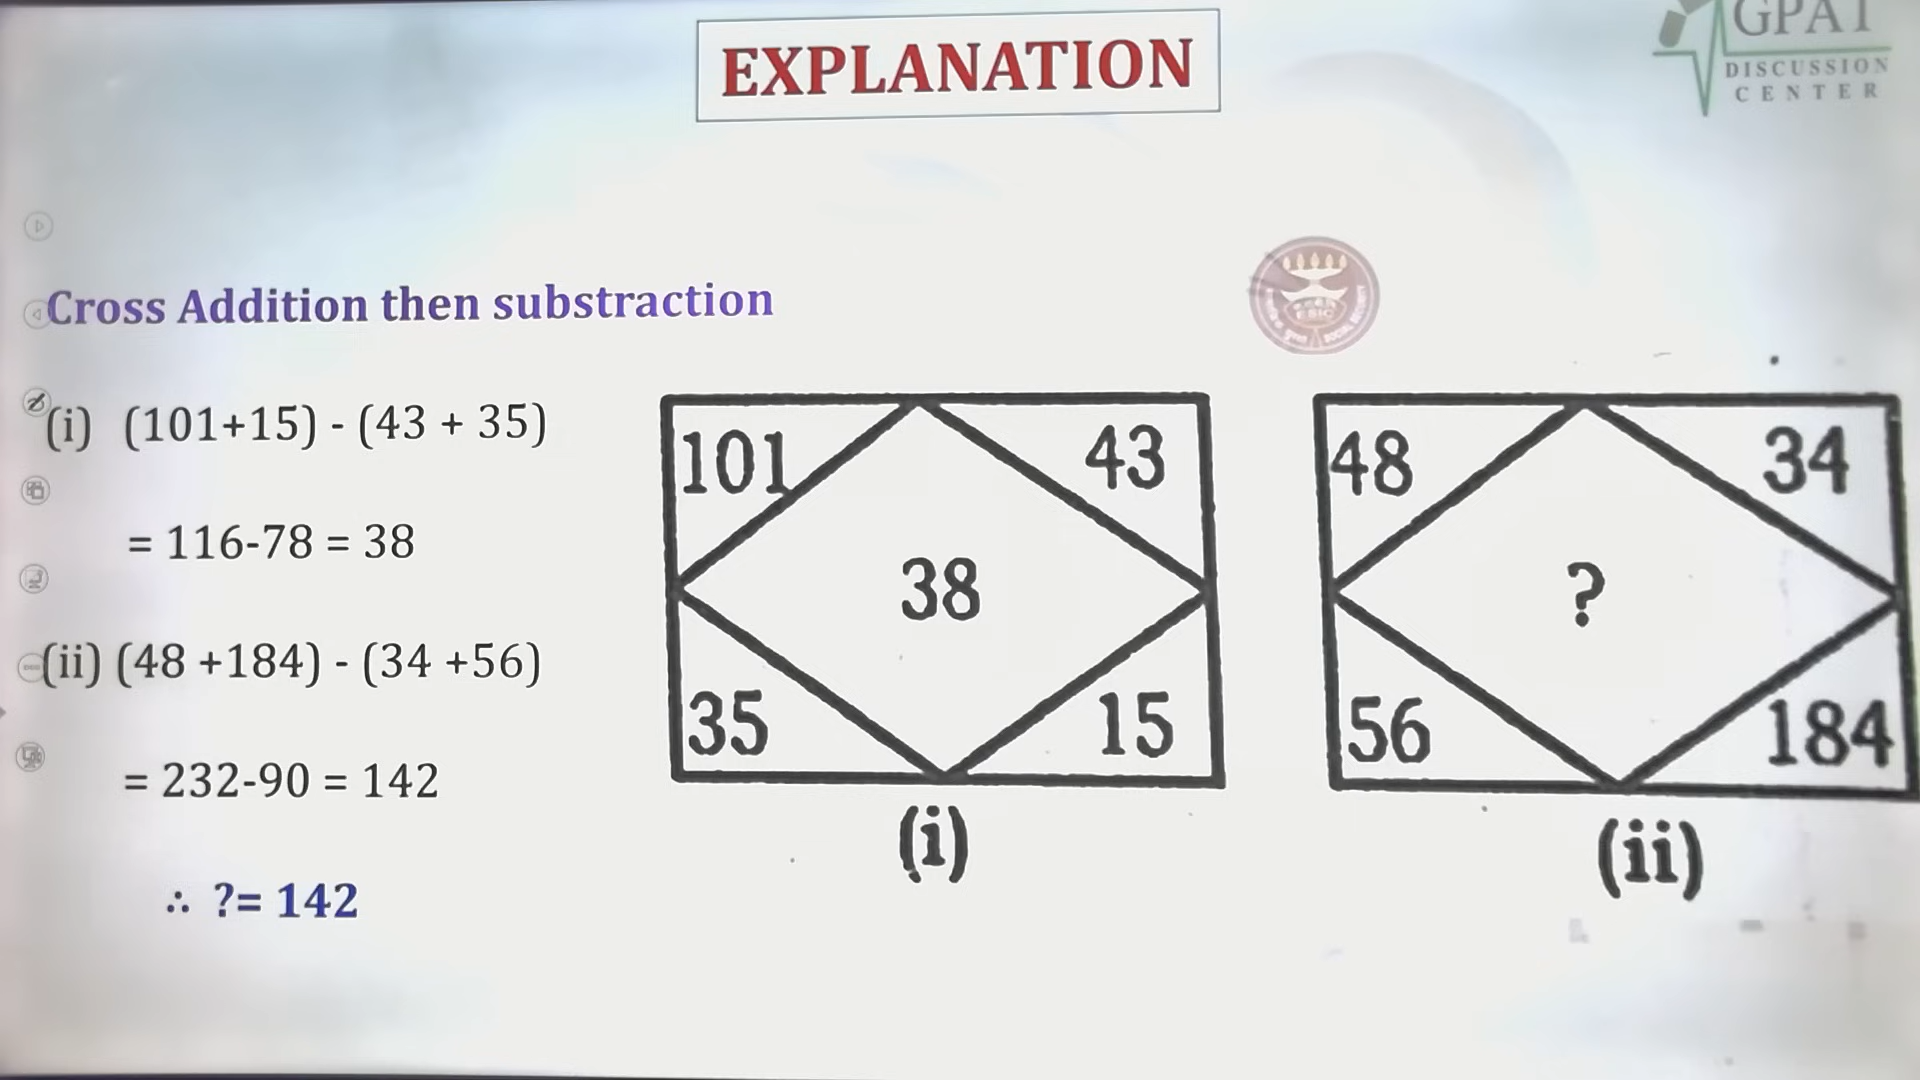 EXPLANATION
GPAT
DISCUSSION
CENTER
Cross Addition then substraction
(i) (101+15) - (43 + 35)
= 116-78 = 38
(ii) (48 +184) - (34 +56)
= 232-90 = 142
∴ ?= 142
101 43
38
35 15
(i)
48 34
?
56 184
(ii)
ESIC